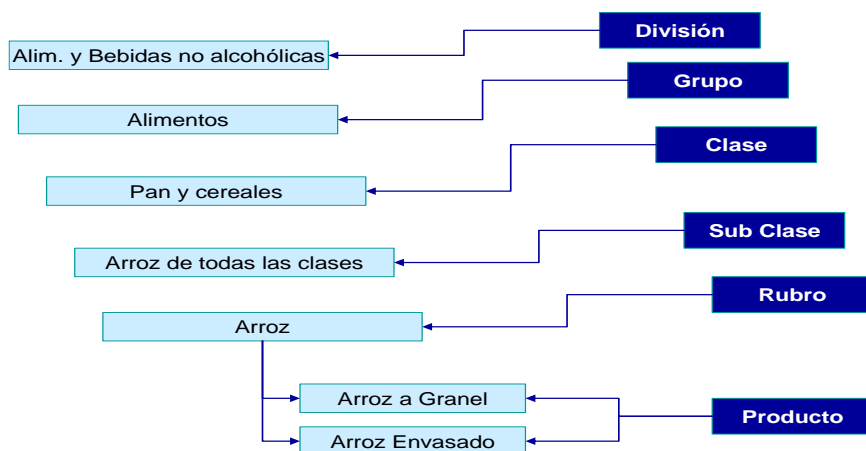 División
Alim. y Bebidas no alcohólicas
Grupo
Alimentos
Clase
Pan y cereales
Sub Clase
Arroz de todas las clases
Rubro
Arroz
Arroz a Granel
Producto
Arroz Envasado